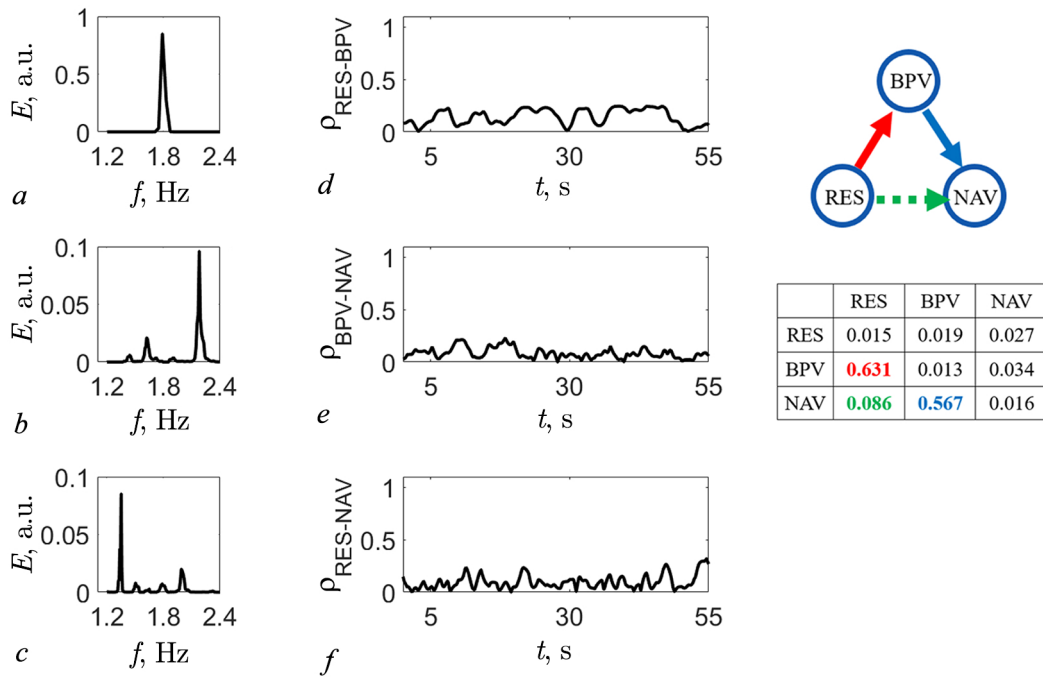 E, a.u.
1
0.5
0
1.2 1.8 2.4
f, Hz
a
ρRES-BPV
1
0.5
0
5 30 55
t, s
d
BPV
RES
NAV
E, a.u.
0.1
0.05
0
1.2 1.8 2.4
f, Hz
b
ρBPV-NAV
1
0.5
0
5 30 55
t, s
e
RES BPV NAV
RES 0.015 0.019 0.027
BPV 0.631 0.013 0.034
NAV 0.086 0.567 0.016
E, a.u.
0.1
0.05
0
1.2 1.8 2.4
f, Hz
c
ρRES-NAV
1
0.5
0
5 30 55
t, s
f